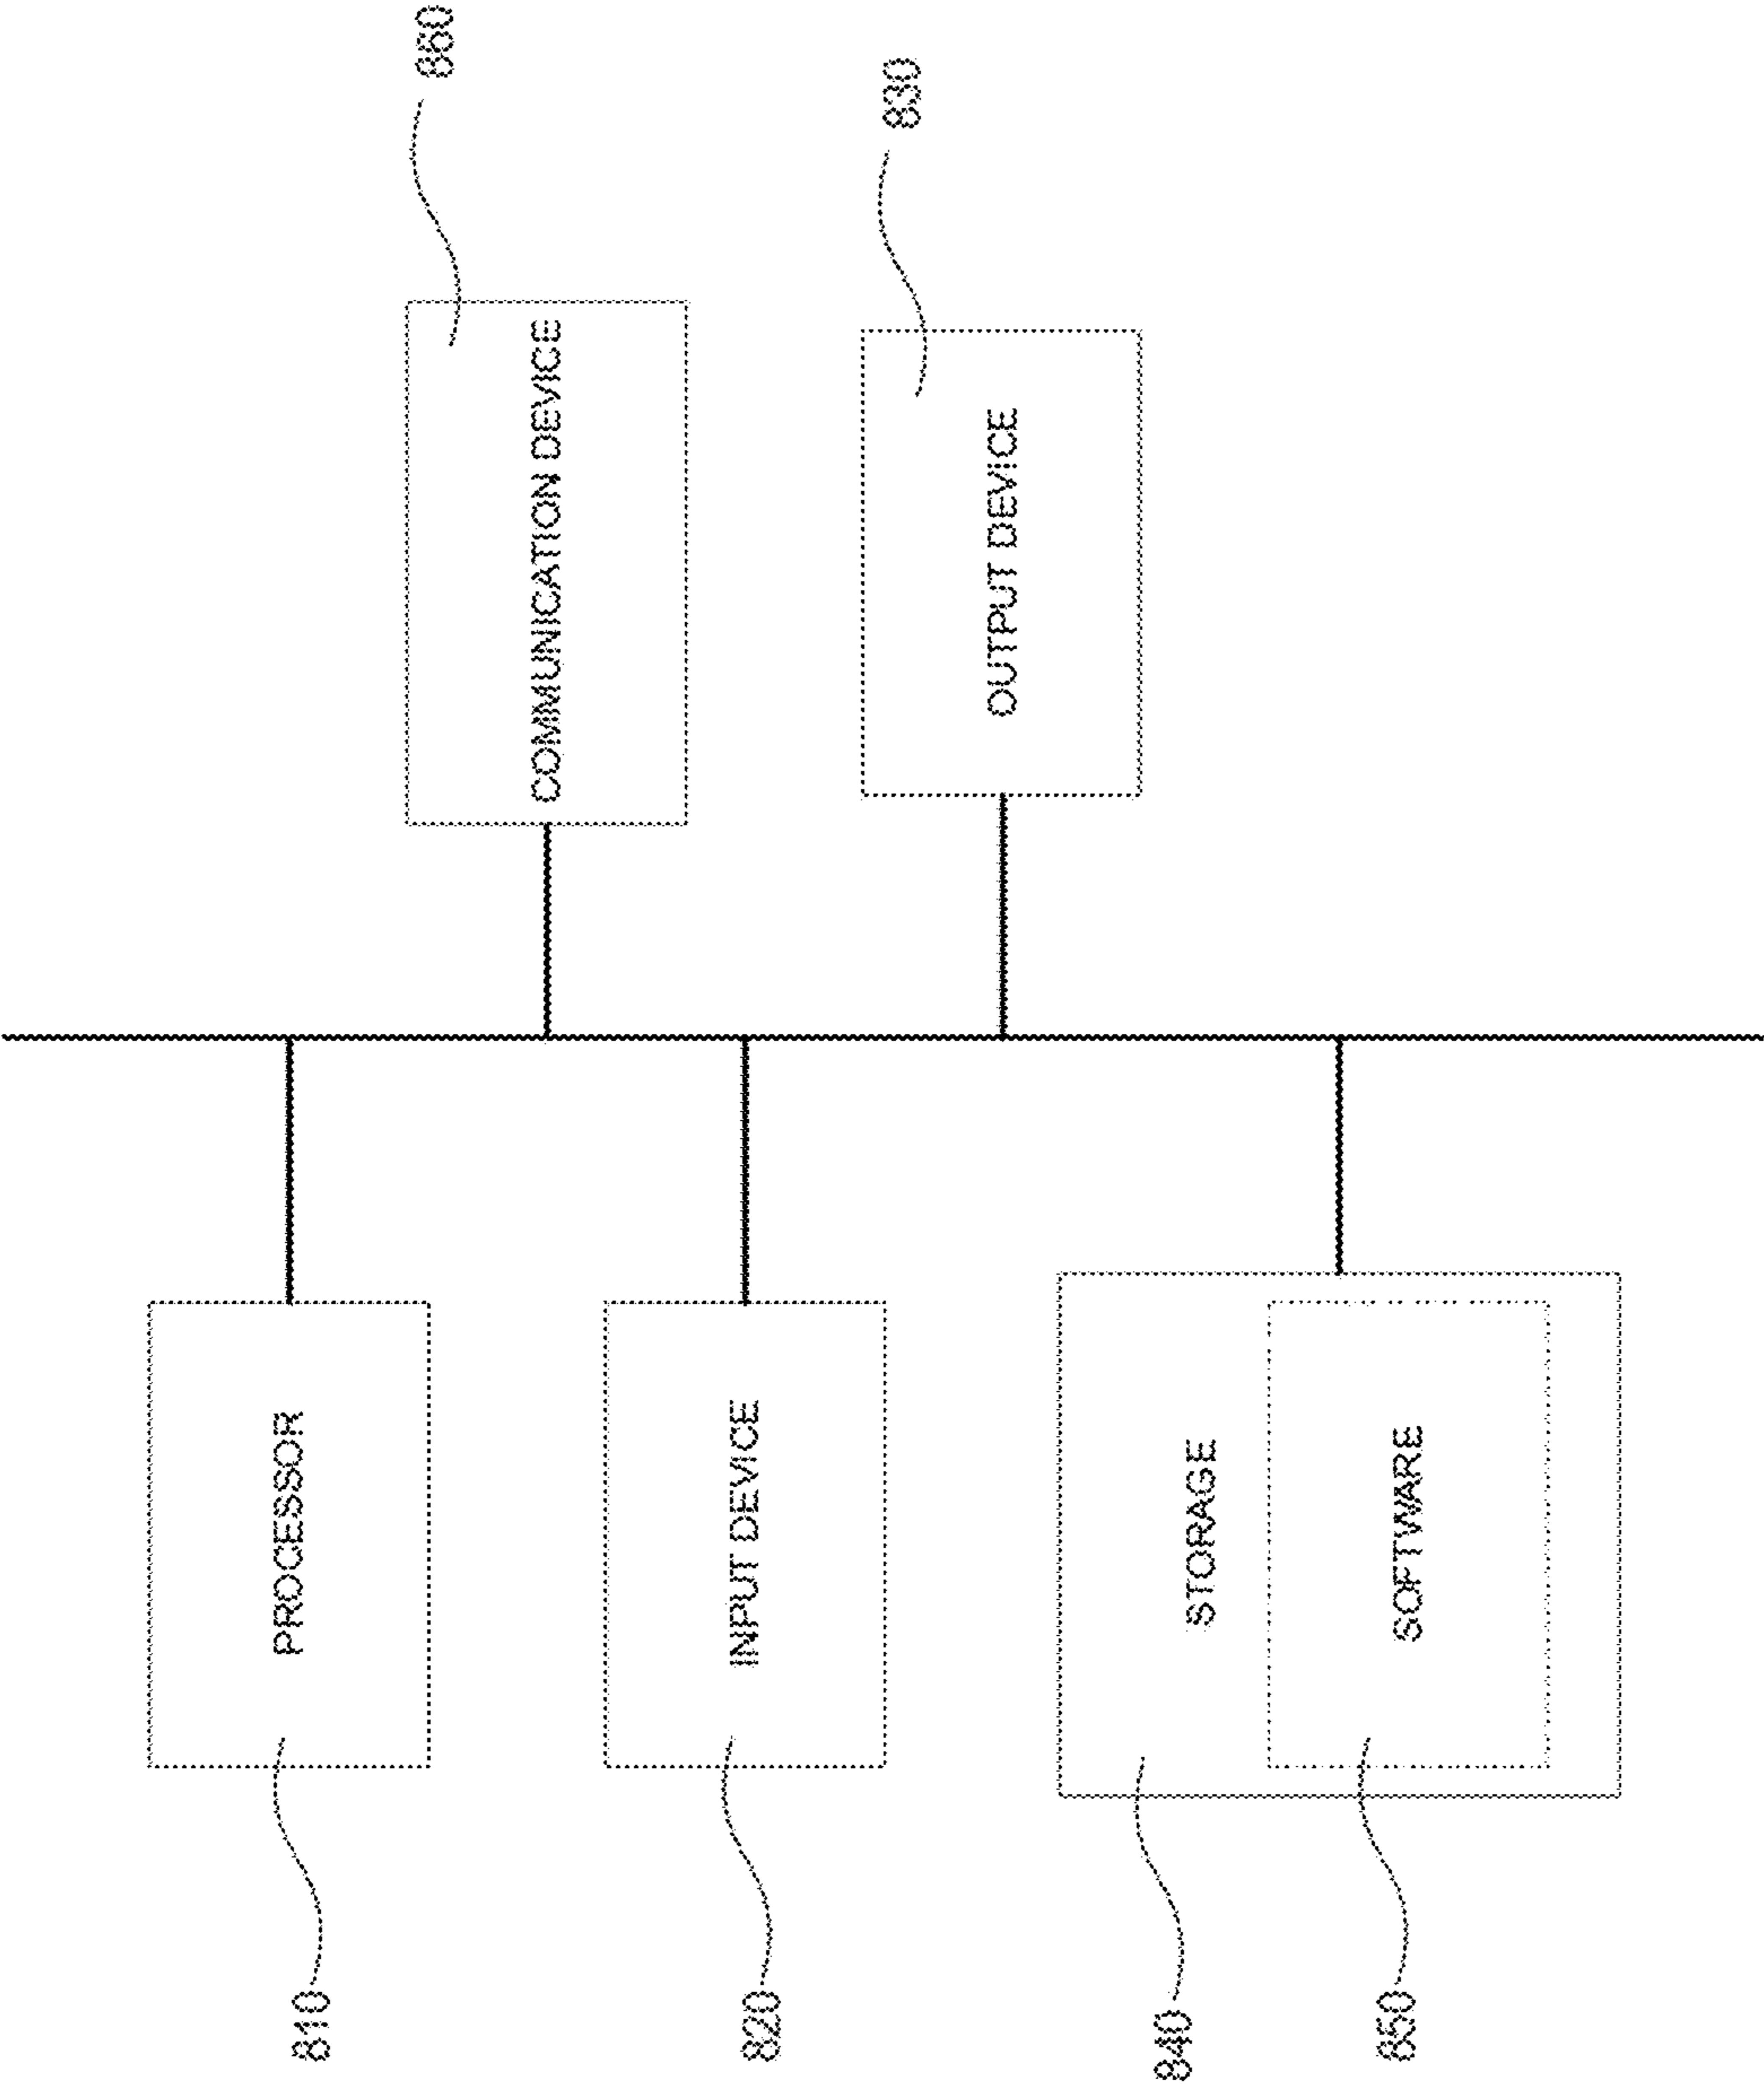 810
PROCESSOR
860
COMMUNICATION DEVICE
820
INPUT DEVICE
830
OUTPUT DEVICE
840
STORAGE
850
SOFTWARE